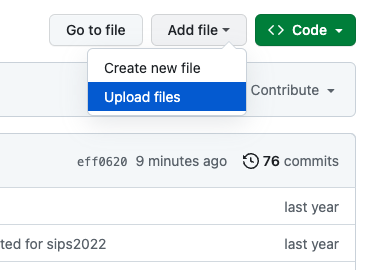 Go to file Add file Code
Create new file
Upload files
Contribute
eff0620 9 minutes ago 76 commits
last year
ted for sips2022 last year